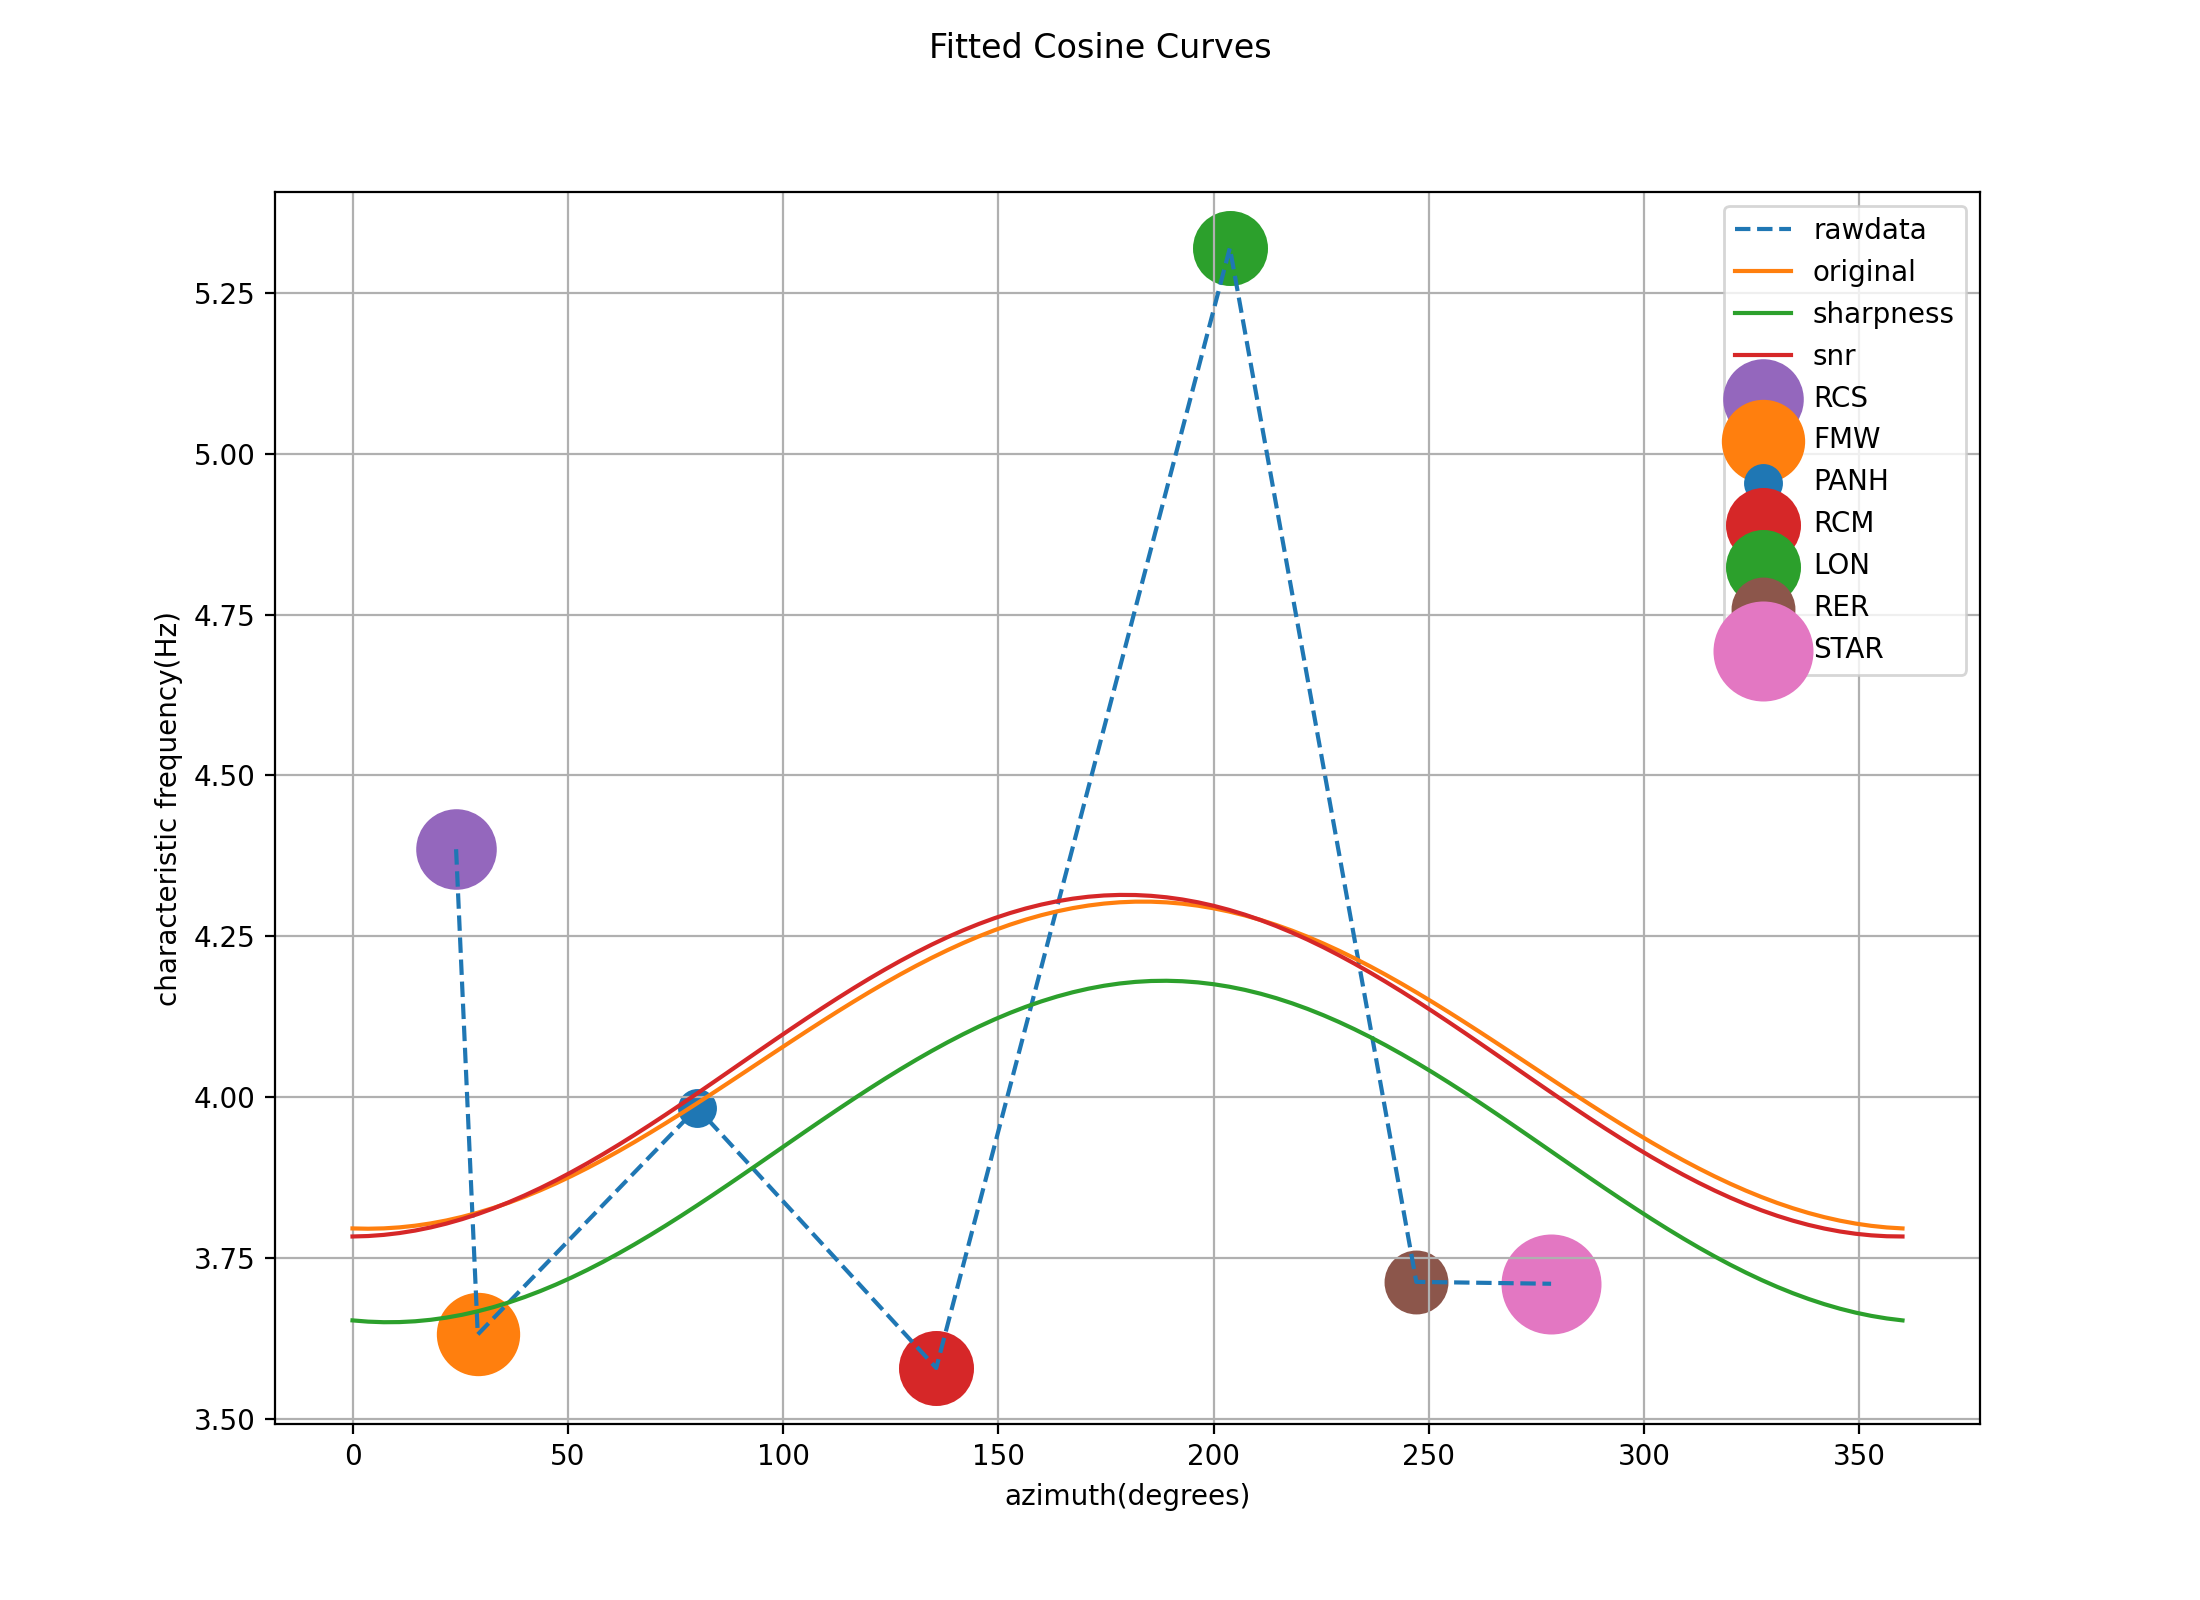 Fitted Cosine Curves
rawdata
original
sharpness
snr
RCS
FMW
PANH
RCM
LON
RER
STAR
5.25
5.00
4.75
4.50
4.25
4.00
3.75
3.50
characteristic frequency(Hz)
0 50 100 150 200 250 300 350
azimuth(degrees)